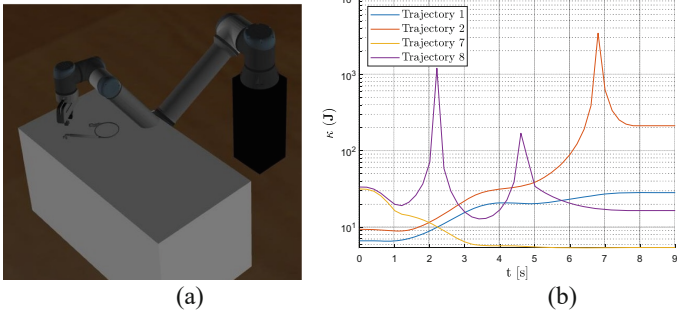 Trajectory 1
Trajectory 2
Trajectory 7
Trajectory 8
10³
10²
10¹
κ (J)
0 1 2 3 4 5 6 7 8 9
t [s]
(a) (b)